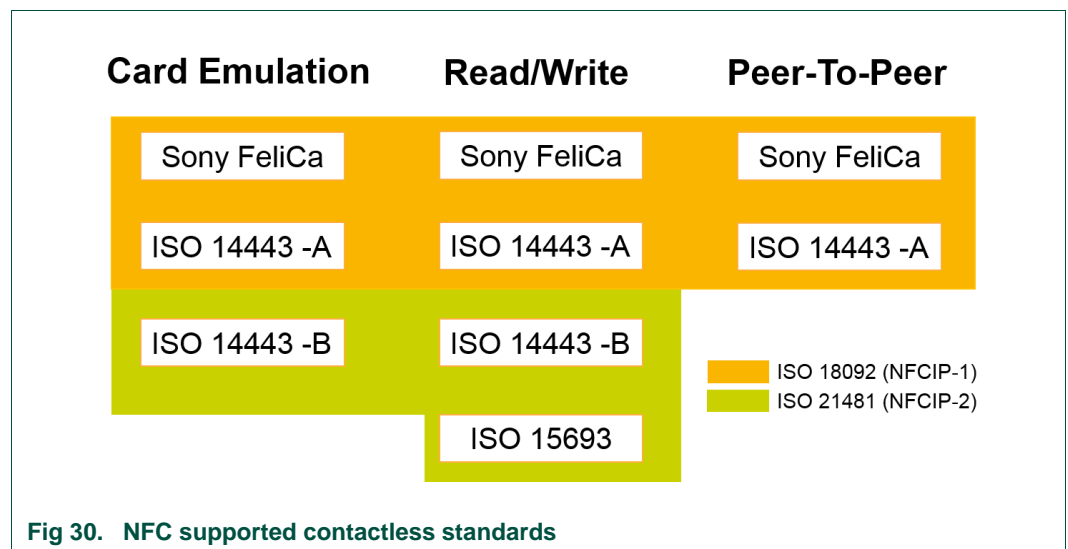 Card Emulation Read/Write Peer-To-Peer
Sony FeliCa Sony FeliCa Sony FeliCa
ISO 14443 -A ISO 14443 -A ISO 14443 -A
ISO 14443 -B ISO 14443 -B
ISO 18092 (NFCIP-1)
ISO 21481 (NFCIP-2)
ISO 15693
Fig 30. NFC supported contactless standards